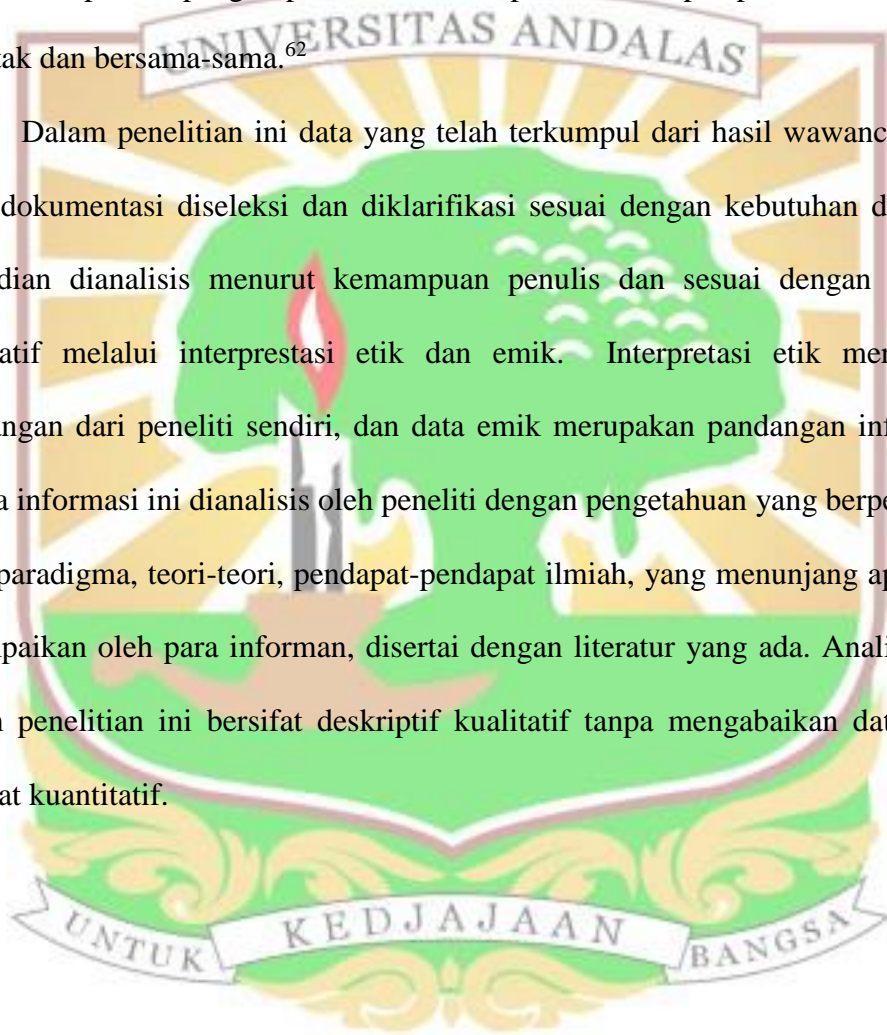 UNIVERSITAS ANDALAS
tak dan bersama-sama.62
Dalam penelitian ini data yang telah terkumpul dari hasil wawanc
dokumentasi diseleksi dan diklarifikasi sesuai dengan kebutuhan d
dian dianalisis menurut kemampuan penulis dan sesuai dengan
atif melalui interprestasi etik dan emik. Interpretasi etik mer
angan dari peneliti sendiri, dan data emik merupakan pandangan inf
a informasi ini dianalisis oleh peneliti dengan pengetahuan yang berpe
paradigma, teori-teori, pendapat-pendapat ilmiah, yang menunjang ap
paikan oleh para informan, disertai dengan literatur yang ada. Anali
penelitian ini bersifat deskriptif kualitatif tanpa mengabaikan dat
at kuantitatif.
UNTUK KEDJAJAAN BANGSA